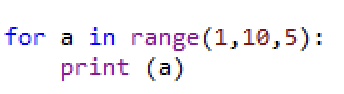 for a in range(1,10,5):
    print (a)